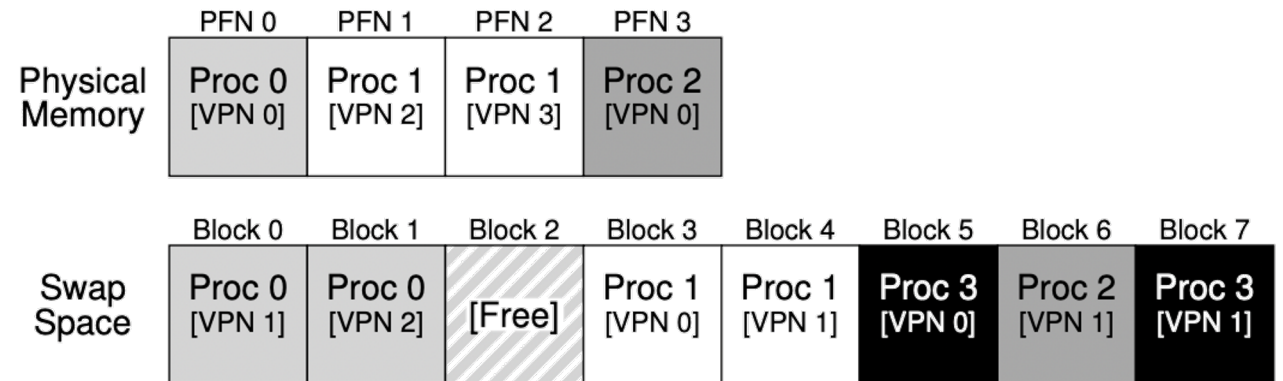 PFN 0 PFN 1 PFN 2 PFN 3
Physical Memory
Proc 0 Proc 1 Proc 1 Proc 2
[VPN 0] [VPN 2] [VPN 3] [VPN 0]
Block 0 Block 1 Block 2 Block 3 Block 4 Block 5 Block 6 Block 7
Swap Space
Proc 0 Proc 0 [Free] Proc 1 Proc 1 Proc 3 Proc 2 Proc 3
[VPN 1] [VPN 2] [VPN 0] [VPN 1] [VPN 0] [VPN 1] [VPN 1]